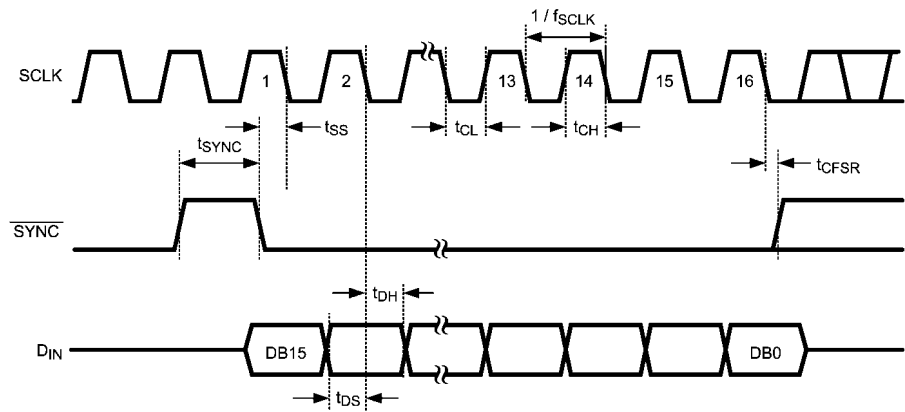 1 / fSCLK
SCLK
1
2
13
14
15
16
tSS
tCL
tCH
tSYNC
tCFSR
SYNC
tDH
DIN
DB15
DB0
tDS